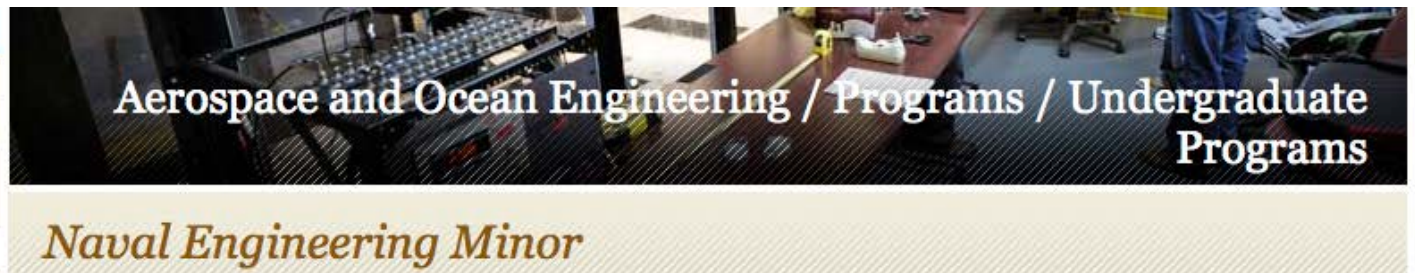 Aerospace and Ocean Engineering / Programs / Undergraduate
Programs
Naval Engineering Minor